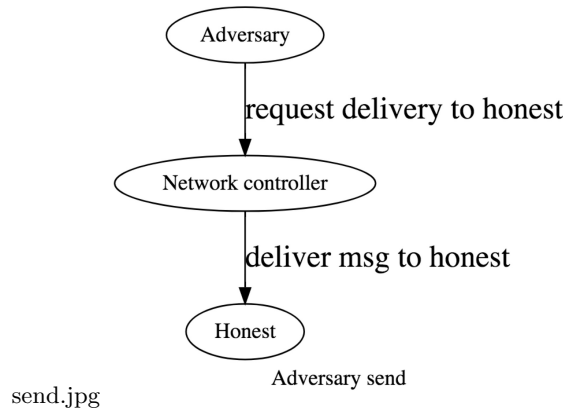 Adversary
request delivery to honest
Network controller
deliver msg to honest
Honest
Adversary send
send.jpg